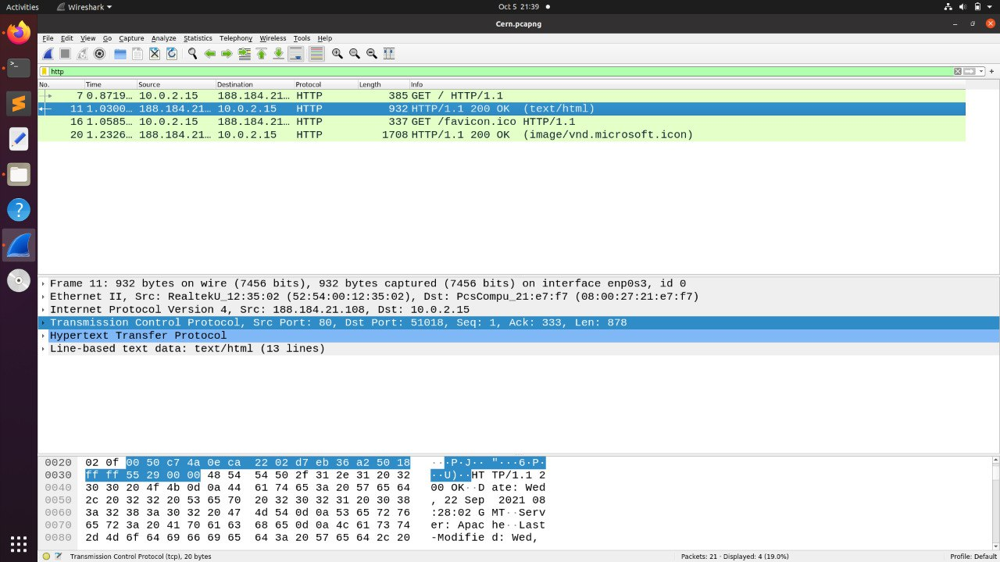 Activities Wireshark Oct 5 21:39
Cern.pcapng
File Edit View Go Capture Analyze Statistics Telephony Wireless Tools Help
http
No. Time Source Destination Protocol Length Info
7 0.8719… 10.0.2.15 188.184.21… HTTP 385 GET / HTTP/1.1
11 1.0300… 188.184.21… 10.0.2.15 HTTP 932 HTTP/1.1 200 OK (text/html)
16 1.0585… 10.0.2.15 188.184.21… HTTP 337 GET /favicon.ico HTTP/1.1
20 1.2326… 188.184.21… 10.0.2.15 HTTP 1708 HTTP/1.1 200 OK (image/vnd.microsoft.icon)
Frame 11: 932 bytes on wire (7456 bits), 932 bytes captured (7456 bits) on interface enp0s3, id 0
Ethernet II, Src: RealtekU_12:35:02 (52:54:00:12:35:02), Dst: PcsCompu_21:e7:f7 (08:00:27:21:e7:f7)
Internet Protocol Version 4, Src: 188.184.21.108, Dst: 10.0.2.15
Transmission Control Protocol, Src Port: 80, Dst Port: 51018, Seq: 1, Ack: 333, Len: 878
Hypertext Transfer Protocol
Line-based text data: text/html (13 lines)
0020 02 0f 00 50 c7 4a 0e ca 22 02 d7 eb 36 a2 50 18 ···P·J·· "···6·P·
0030 ff ff 55 29 00 00 48 54 54 50 2f 31 2e 31 20 32 ··U)··HT TP/1.1 2
0040 30 30 20 4f 4b 0d 0a 44 61 74 65 3a 20 57 65 64 00 OK··D ate: Wed
0050 2c 20 32 32 20 53 65 70 20 32 30 32 31 20 30 38 , 22 Sep 2021 08
0060 3a 32 38 3a 30 32 20 47 4d 54 0d 0a 53 65 72 76 :28:02 G MT··Serv
0070 65 72 3a 20 41 70 61 63 68 65 0d 0a 4c 61 73 74 er: Apac he··Last
0080 2d 4d 6f 64 69 66 69 65 64 3a 20 57 65 64 2c 20 -Modifie d: Wed,
Transmission Control Protocol (tcp), 20 bytes Packets: 21 · Displayed: 4 (19.0%) Profile: Default